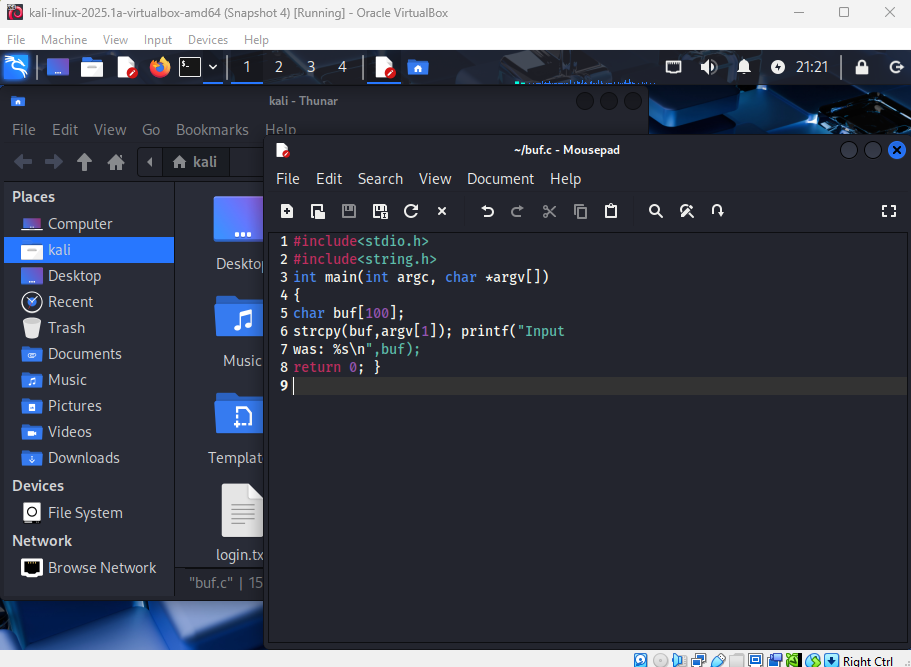 kali-linux-2025.1a-virtualbox-amd64 (Snapshot 4) [Running] - Oracle VirtualBox
File Machine View Input Devices Help
1 2 3 4 21:21
kali - Thunar
File Edit View Go Bookmarks Help
kali
Places
Computer
kali
Desktop
Recent
Trash
Documents
Music
Pictures
Videos
Downloads
Devices
File System
Network
Browse Network
Desktop
Music
Templat
login.tx
"buf.c" | 15
~/buf.c - Mousepad
File Edit Search View Document Help
1 #include<stdio.h>
2 #include<string.h>
3 int main(int argc, char *argv[])
4 {
5 char buf[100];
6 strcpy(buf,argv[1]); printf("Input
7 was: %s\n",buf);
8 return 0; }
9
Right Ctrl